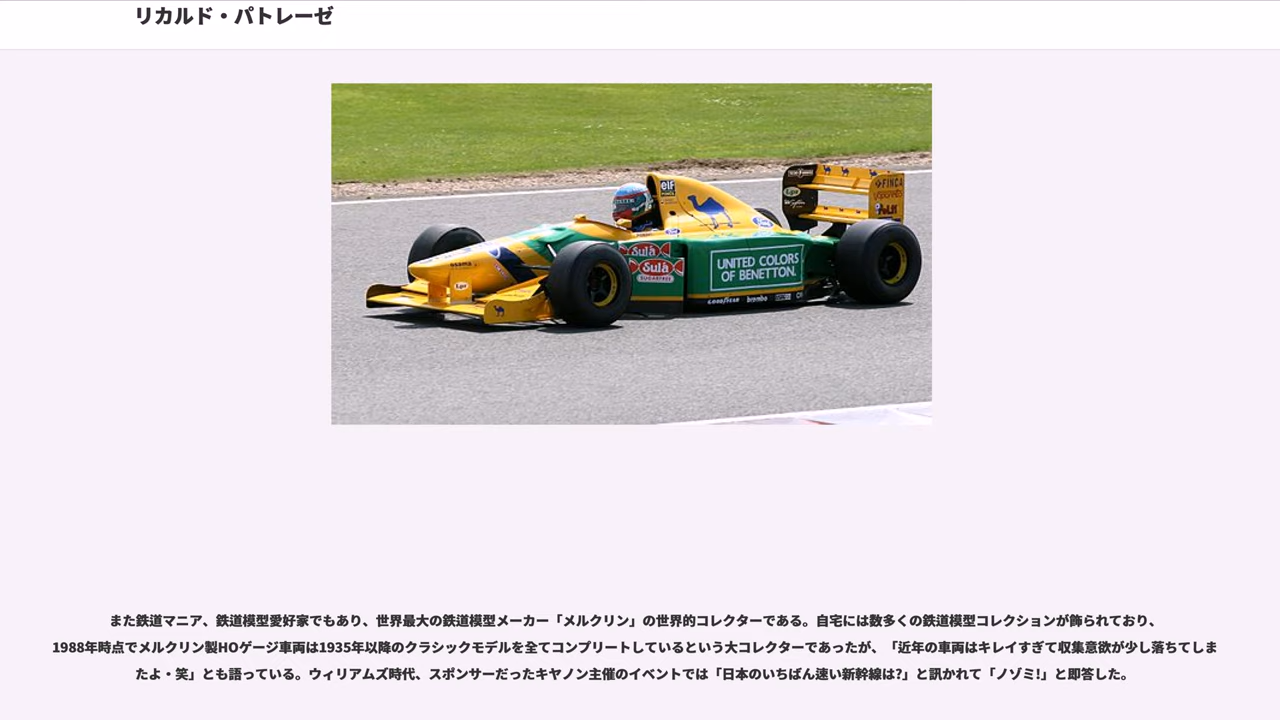 リカルド・パトレーゼ
elf
FINCA
Sulá
Sulá
SUGARFREE
UNITED COLORS
OF BENETTON.
osama
GOODYEAR brembo
また鉄道マニア、鉄道模型愛好家でもあり、世界最大の鉄道模型メーカー「メルクリン」の世界的コレクターである。自宅には数多くの鉄道模型コレクションが飾られており、
1988年時点でメルクリン製HOゲージ車両は1935年以降のクラシックモデルを全てコンプリートしているという大コレクターであったが、「近年の車両はキレイすぎて収集意欲が少し落ちてしま
たよ・笑」とも語っている。ウィリアムズ時代、スポンサーだったキヤノン主催のイベントでは「日本のいちばん速い新幹線は?」と訊かれて「ノゾミ!」と即答した。